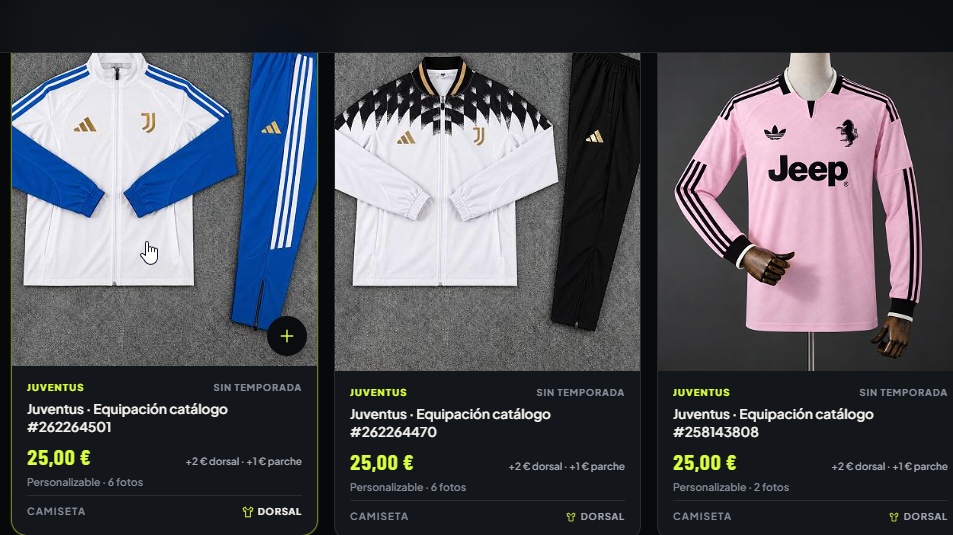 Jeep
JUVENTUS SIN TEMPORADA
Juventus · Equipación catálogo
#262264501
25,00 € +2 € dorsal · +1 € parche
Personalizable · 6 fotos
CAMISETA DORSAL
JUVENTUS SIN TEMPORADA
Juventus · Equipación catálogo
#262264470
25,00 € +2 € dorsal · +1 € parche
Personalizable · 6 fotos
CAMISETA DORSAL
JUVENTUS SIN TEMPORADA
Juventus · Equipación catálogo
#258143808
25,00 € +2 € dorsal · +1 € parche
Personalizable · 2 fotos
CAMISETA DORSAL